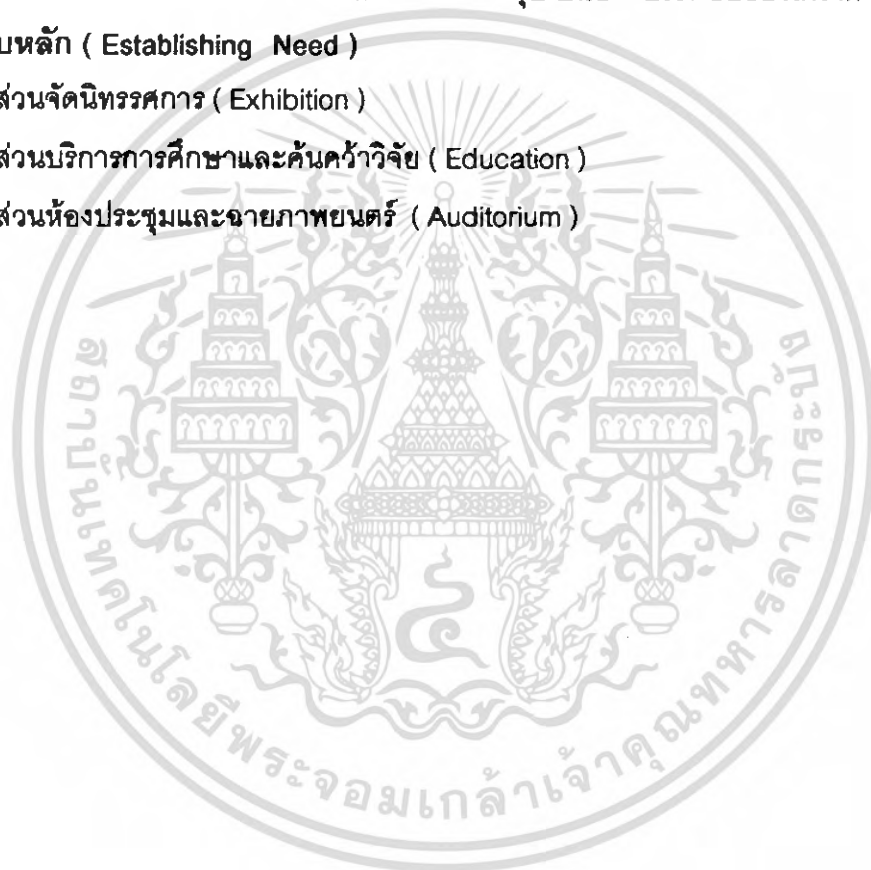 บหลัก ( Establishing Need )
ส่วนจัดนิทรรศการ ( Exhibition )
ส่วนบริการการศึกษาและค้นคว้าวิจัย ( Education )
ส่วนห้องประชุมและฉายภาพยนตร์ ( Auditorium )
สถาบันเทคโนโลยีพระจอมเกล้าเจ้าคุณทหารลาดกระบัง
๔